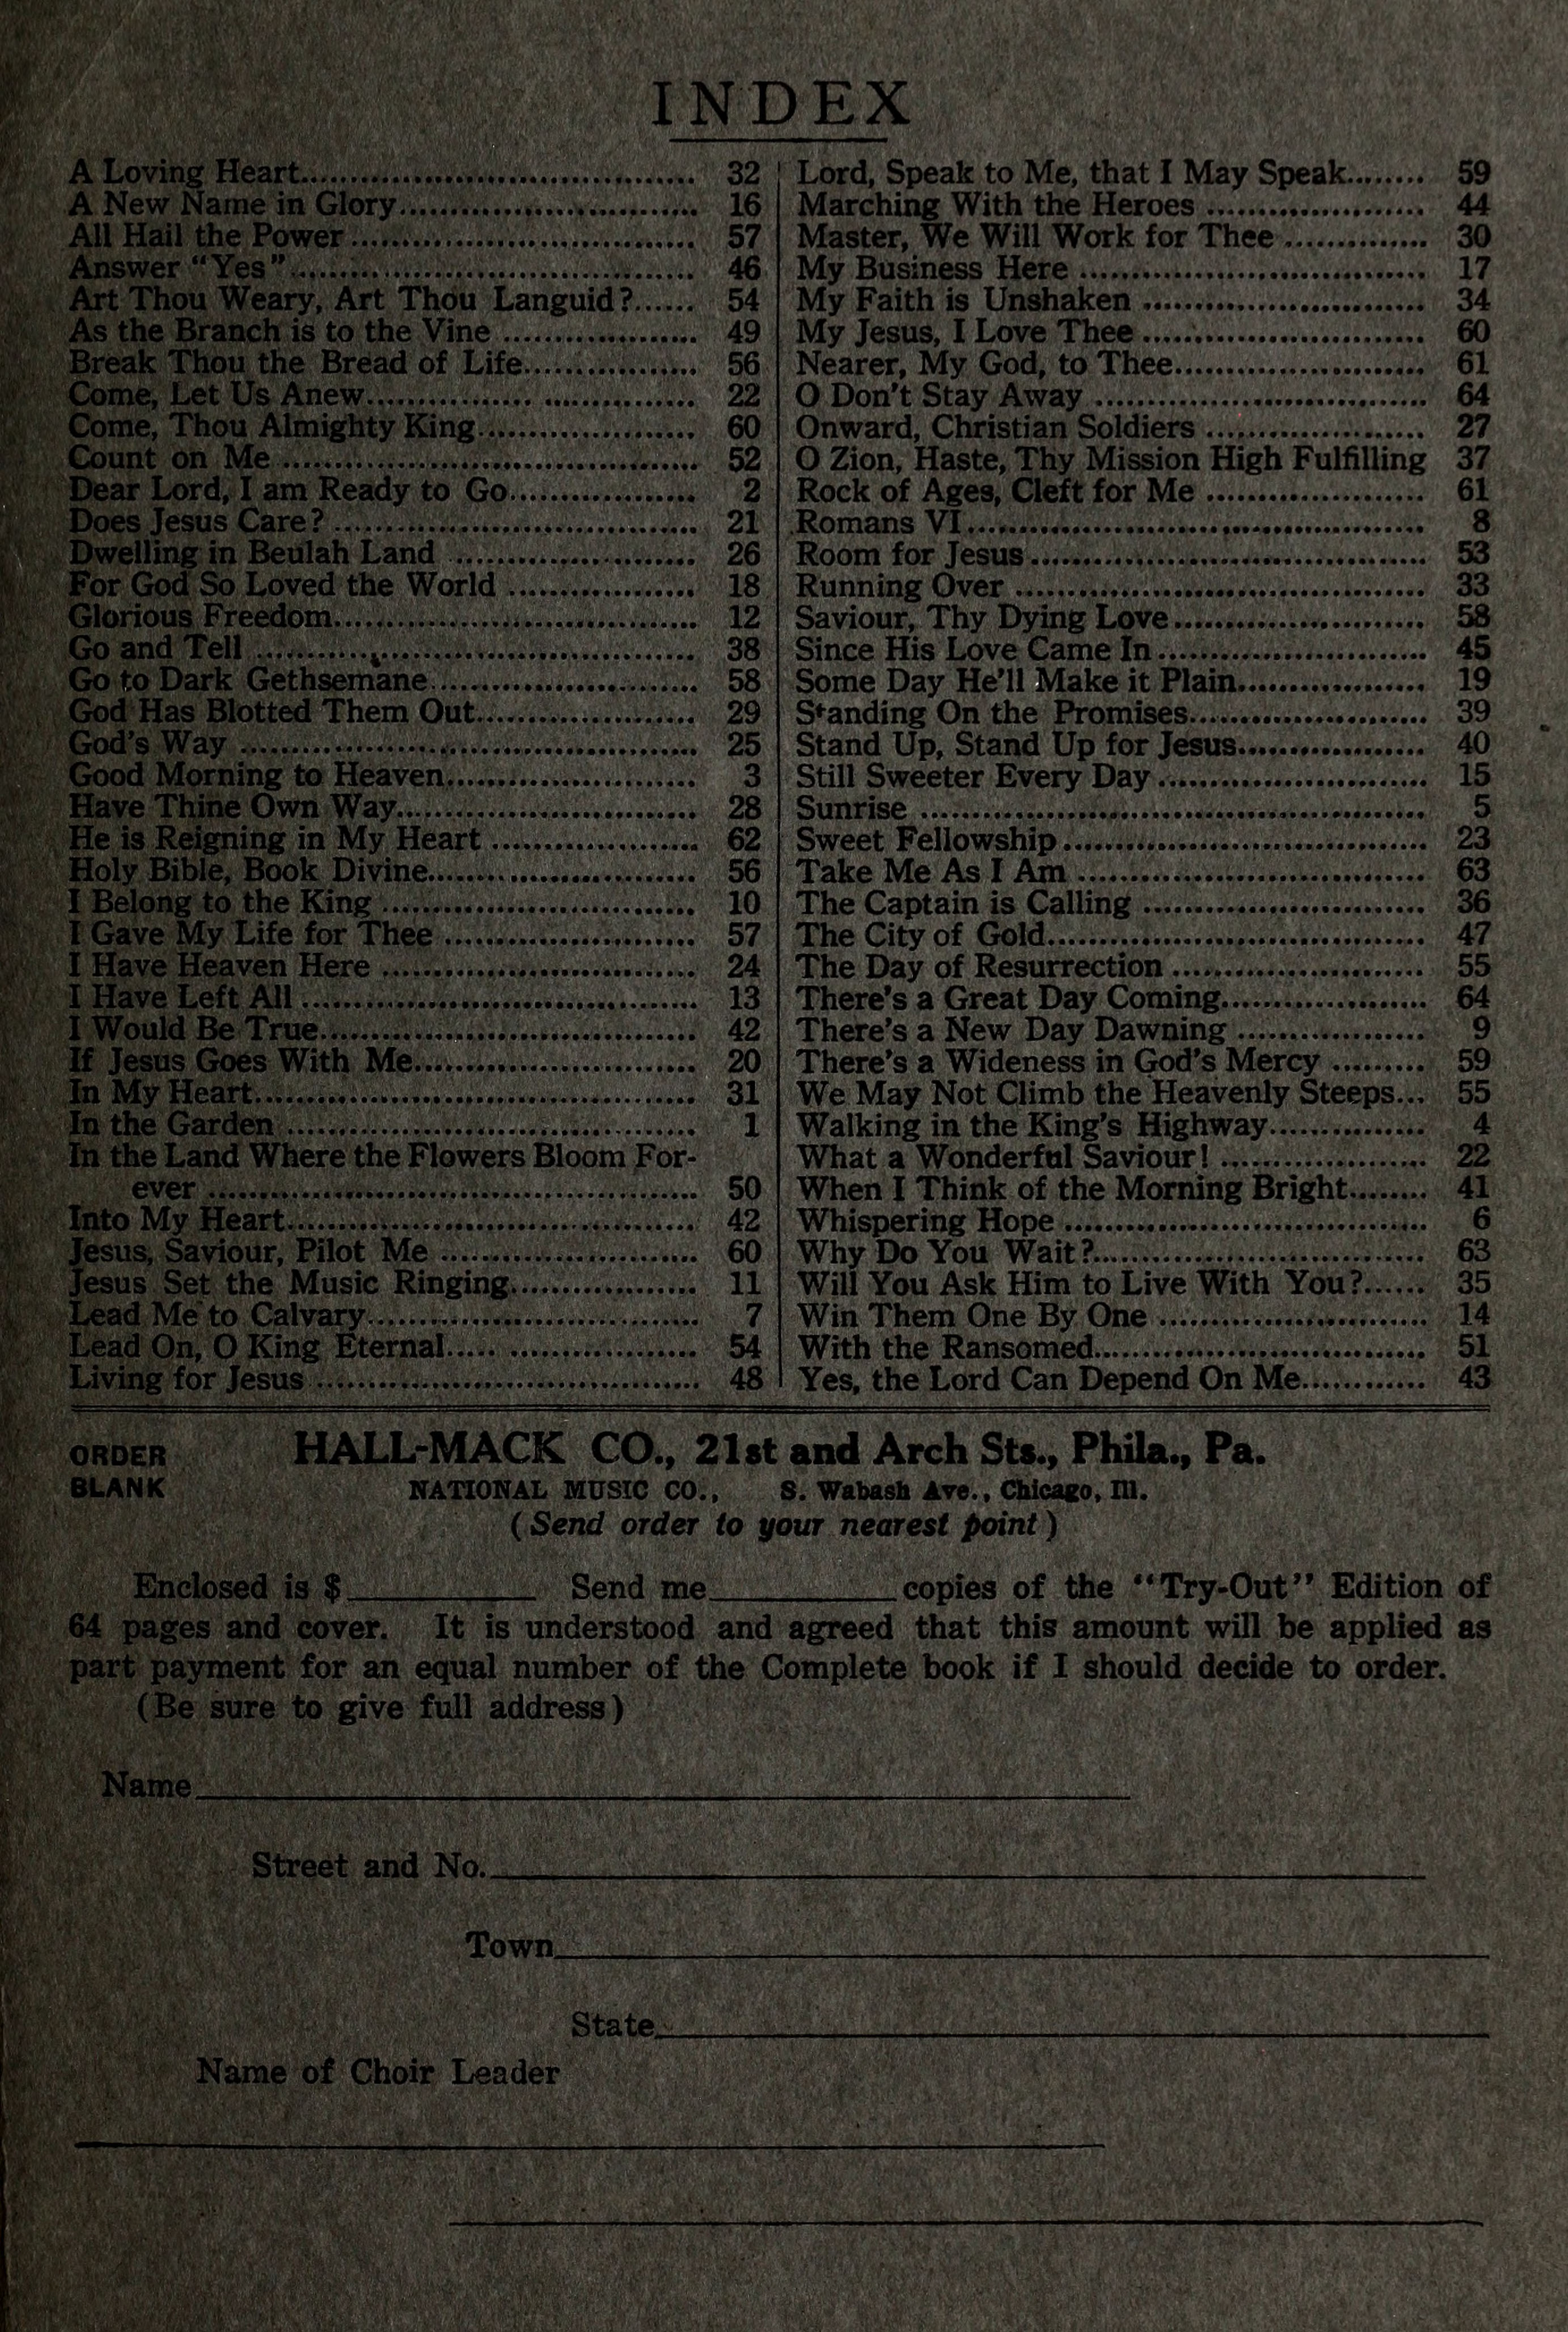 INDEX
A Loving Heart........................................ 32
A New Name in Glory.............................. 16
All Hail the Power................................... 57
Answer "Yes"......................................... 46
Art Thou Weary, Art Thou Languid?...... 54
As the Branch is to the Vine .................... 49
Break Thou the Bread of Life.................. 56
Come, Let Us Anew................................. 22
Come, Thou Almighty King...................... 60
Count on Me .......................................... 52
Dear Lord, I am Ready to Go................... 2
Does Jesus Care? ..................................... 21
Dwelling in Beulah Land ......................... 26
For God So Loved the World ................... 18
Glorious Freedom..................................... 12
Go and Tell ............................................ 38
Go to Dark Gethsemane........................... 58
God Has Blotted Them Out...................... 29
God's Way .............................................. 25
Good Morning to Heaven......................... 3
Have Thine Own Way.............................. 28
He is Reigning in My Heart ..................... 62
Holy Bible, Book Divine........................... 56
I Belong to the King ................................ 10
I Gave My Life for Thee .......................... 57
I Have Heaven Here ................................ 24
I Have Left All ........................................ 13
I Would Be True...................................... 42
If Jesus Goes With Me............................. 20
In My Heart............................................. 31
In the Garden .......................................... 1
In the Land Where the Flowers Bloom For-
ever .................................................. 50
Into My Heart.......................................... 42
Jesus, Saviour, Pilot Me .......................... 60
Jesus Set the Music Ringing................... 11
Lead Me to Calvary.................................. 7
Lead On, O King Eternal..... ................... 54
Living for Jesus ....................................... 48
Lord, Speak to Me, that I May Speak........ 59
Marching With the Heroes ...................... 44
Master, We Will Work for Thee .............. 30
My Business Here ................................... 17
My Faith is Unshaken ............................. 34
My Jesus, I Love Thee ............................. 60
Nearer, My God, to Thee......................... 61
O Don't Stay Away .................................. 64
Onward, Christian Soldiers ...................... 27
O Zion, Haste, Thy Mission High Fulfilling 37
Rock of Ages, Cleft for Me ...................... 61
Romans VI............................................... 8
Room for Jesus........................................ 53
Running Over .......................................... 33
Saviour, Thy Dying Love......................... 58
Since His Love Came In........................... 45
Some Day He'll Make it Plain................... 19
Standing On the Promises........................ 39
Stand Up, Stand Up for Jesus................... 40
Still Sweeter Every Day ........................... 15
Sunrise .................................................... 5
Sweet Fellowship..................................... 23
Take Me As I Am .................................... 63
The Captain is Calling ............................. 36
The City of Gold....................................... 47
The Day of Resurrection ......................... 55
There's a Great Day Coming..................... 64
There's a New Day Dawning ................... 9
There's a Wideness in God's Mercy ......... 59
We May Not Climb the Heavenly Steeps... 55
Walking in the King's Highway................ 4
What a Wonderful Saviour! ..................... 22
When I Think of the Morning Bright........ 41
Whispering Hope ..................................... 6
Why Do You Wait?.................................. 63
Will You Ask Him to Live With You?...... 35
Win Them One By One ........................... 14
With the Ransomed.................................. 51
Yes, the Lord Can Depend On Me............ 43
ORDER BLANK
HALL-MACK CO., 21st and Arch Sts., Phila., Pa.
NATIONAL MUSIC CO., S. Wabash Ave., Chicago, Ill.
(Send order to your nearest point)
Enclosed is $__________ Send me__________copies of the "Try-Out" Edition of
64 pages and cover. It is understood and agreed that this amount will be applied as
part payment for an equal number of the Complete book if I should decide to order.
(Be sure to give full address)
Name
Street and No.
Town
State
Name of Choir Leader